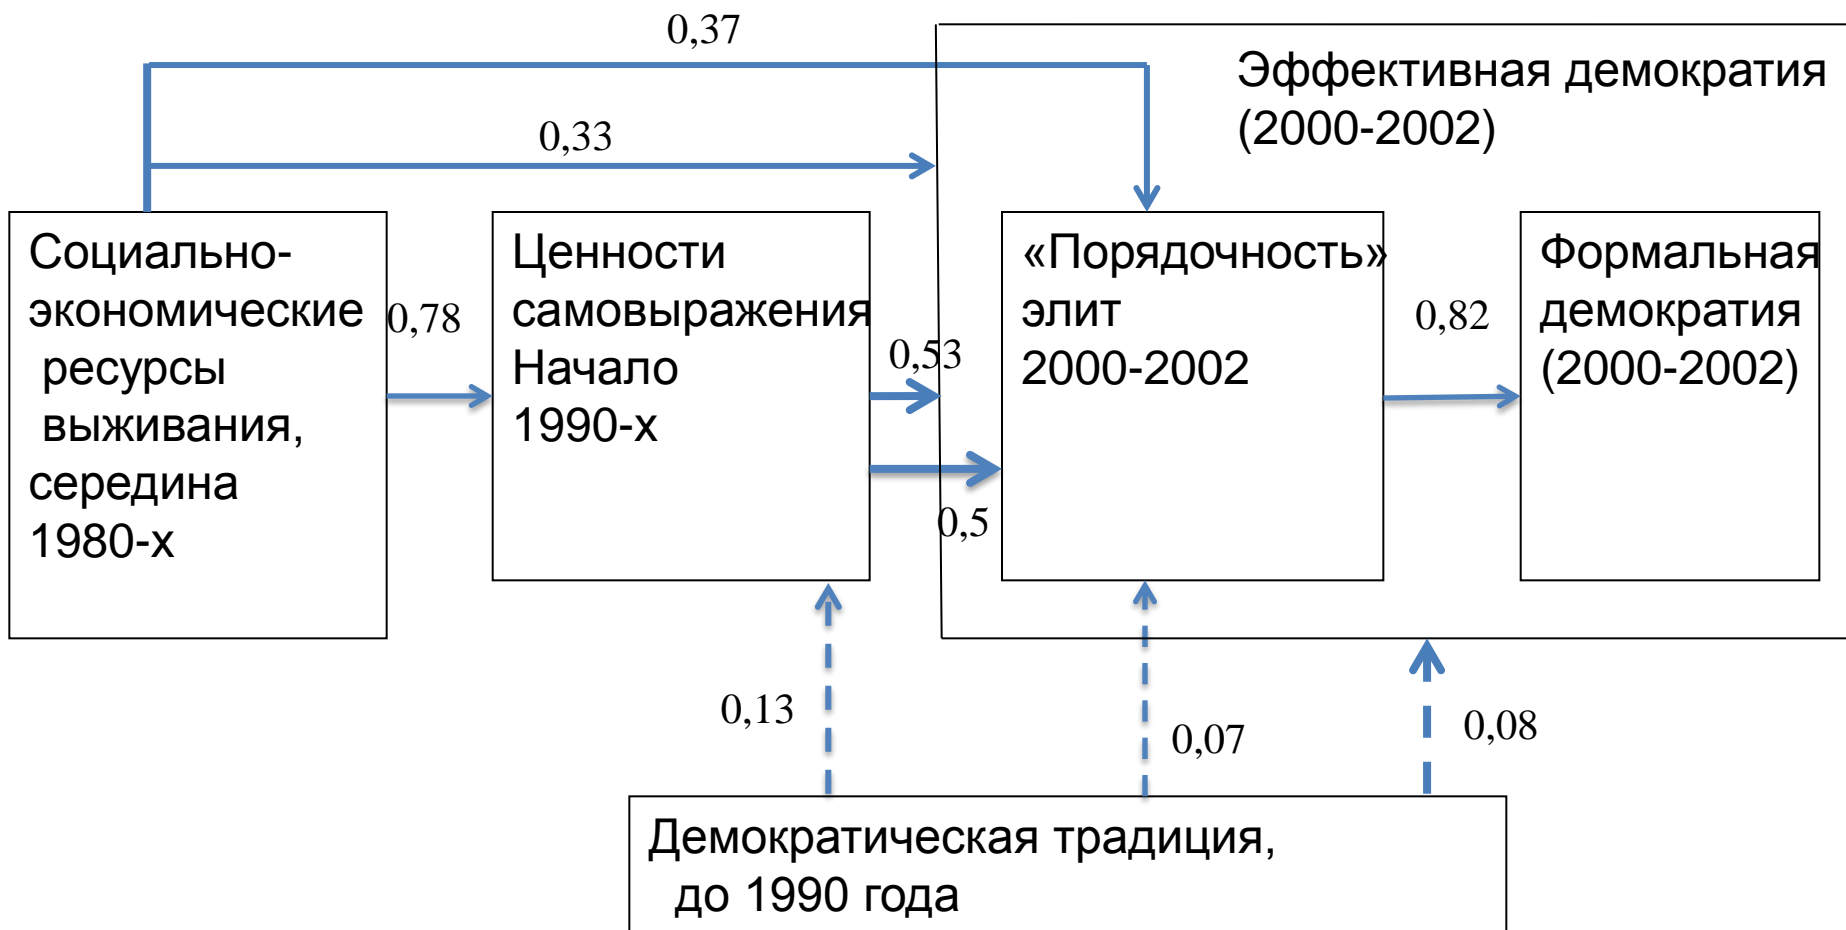 0,37
Эффективная демократия
(2000-2002)
0,33
Социально-
экономические
ресурсы
выживания,
середина
1980-х
0,78
Ценности
самовыражения
Начало
1990-х
0,53
0,5
«Порядочность»
элит
2000-2002
0,82
Формальная
демократия
(2000-2002)
0,13
0,07
0,08
Демократическая традиция,
до 1990 года